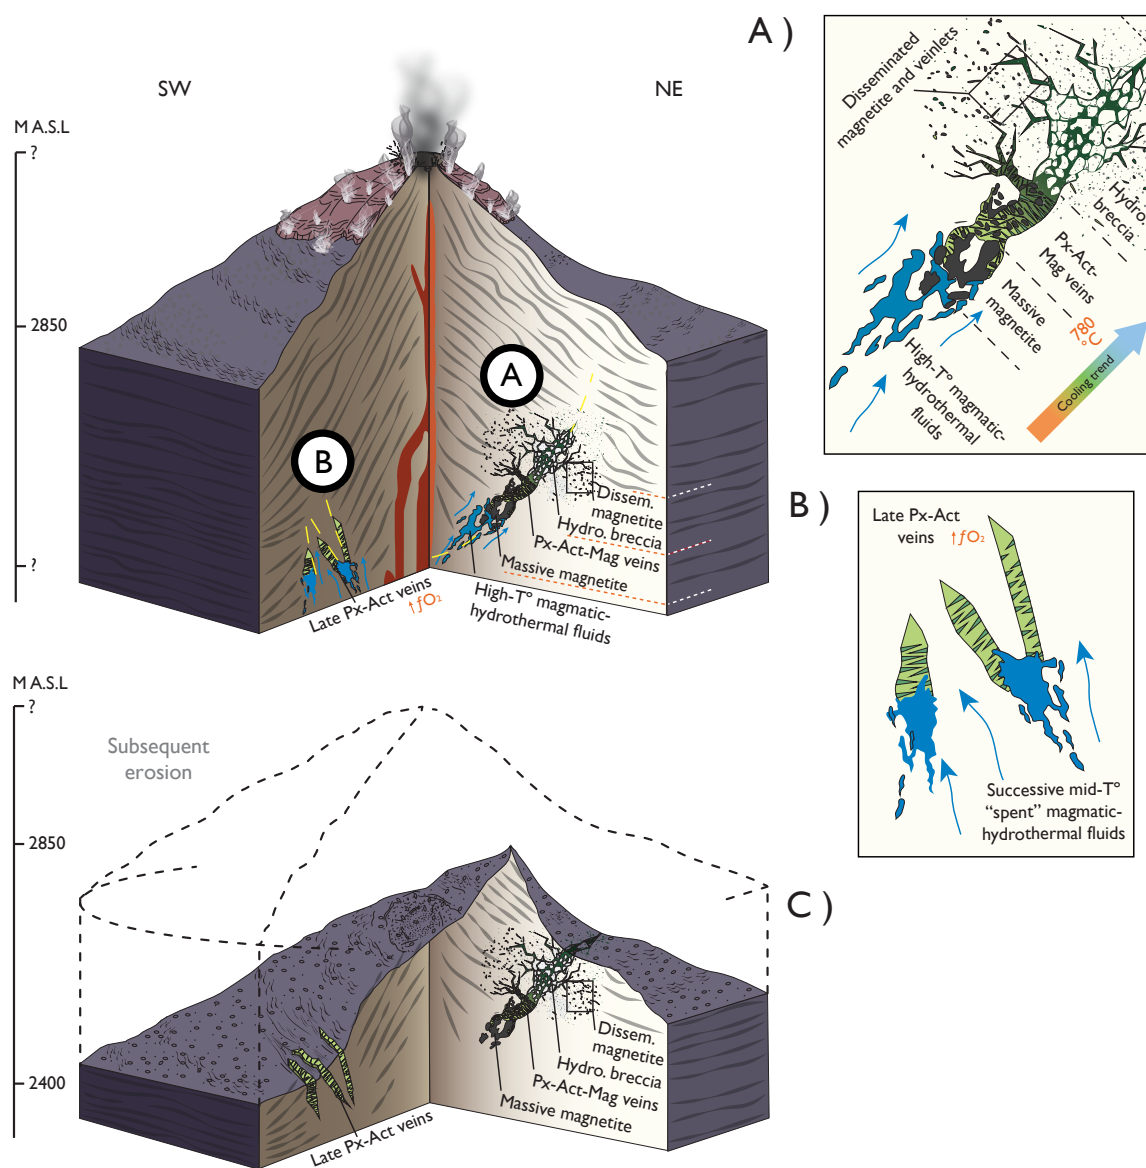 SW
NE
M A.S.L
?
2850
?
A
B
Dissem.
magnetite
Hydro. breccia
Px-Act-Mag veins
Massive magnetite
High-T° magmatic-
hydrothermal fluids
Late Px-Act veins
↑ƒO₂
A )
Disseminated
magnetite and veinlets
Hydro.
breccia
Px-Act-
Mag veins
Massive
magnetite
780
°C
High-T° magmatic-
hydrothermal
fluids
Cooling trend
B )
Late Px-Act
veins ↑ƒO₂
Successive mid-T°
“spent” magmatic-
hydrothermal fluids
C )
M A.S.L
?
Subsequent
erosion
2850
2400
Dissem.
magnetite
Hydro. breccia
Px-Act-Mag veins
Massive magnetite
Late Px-Act veins